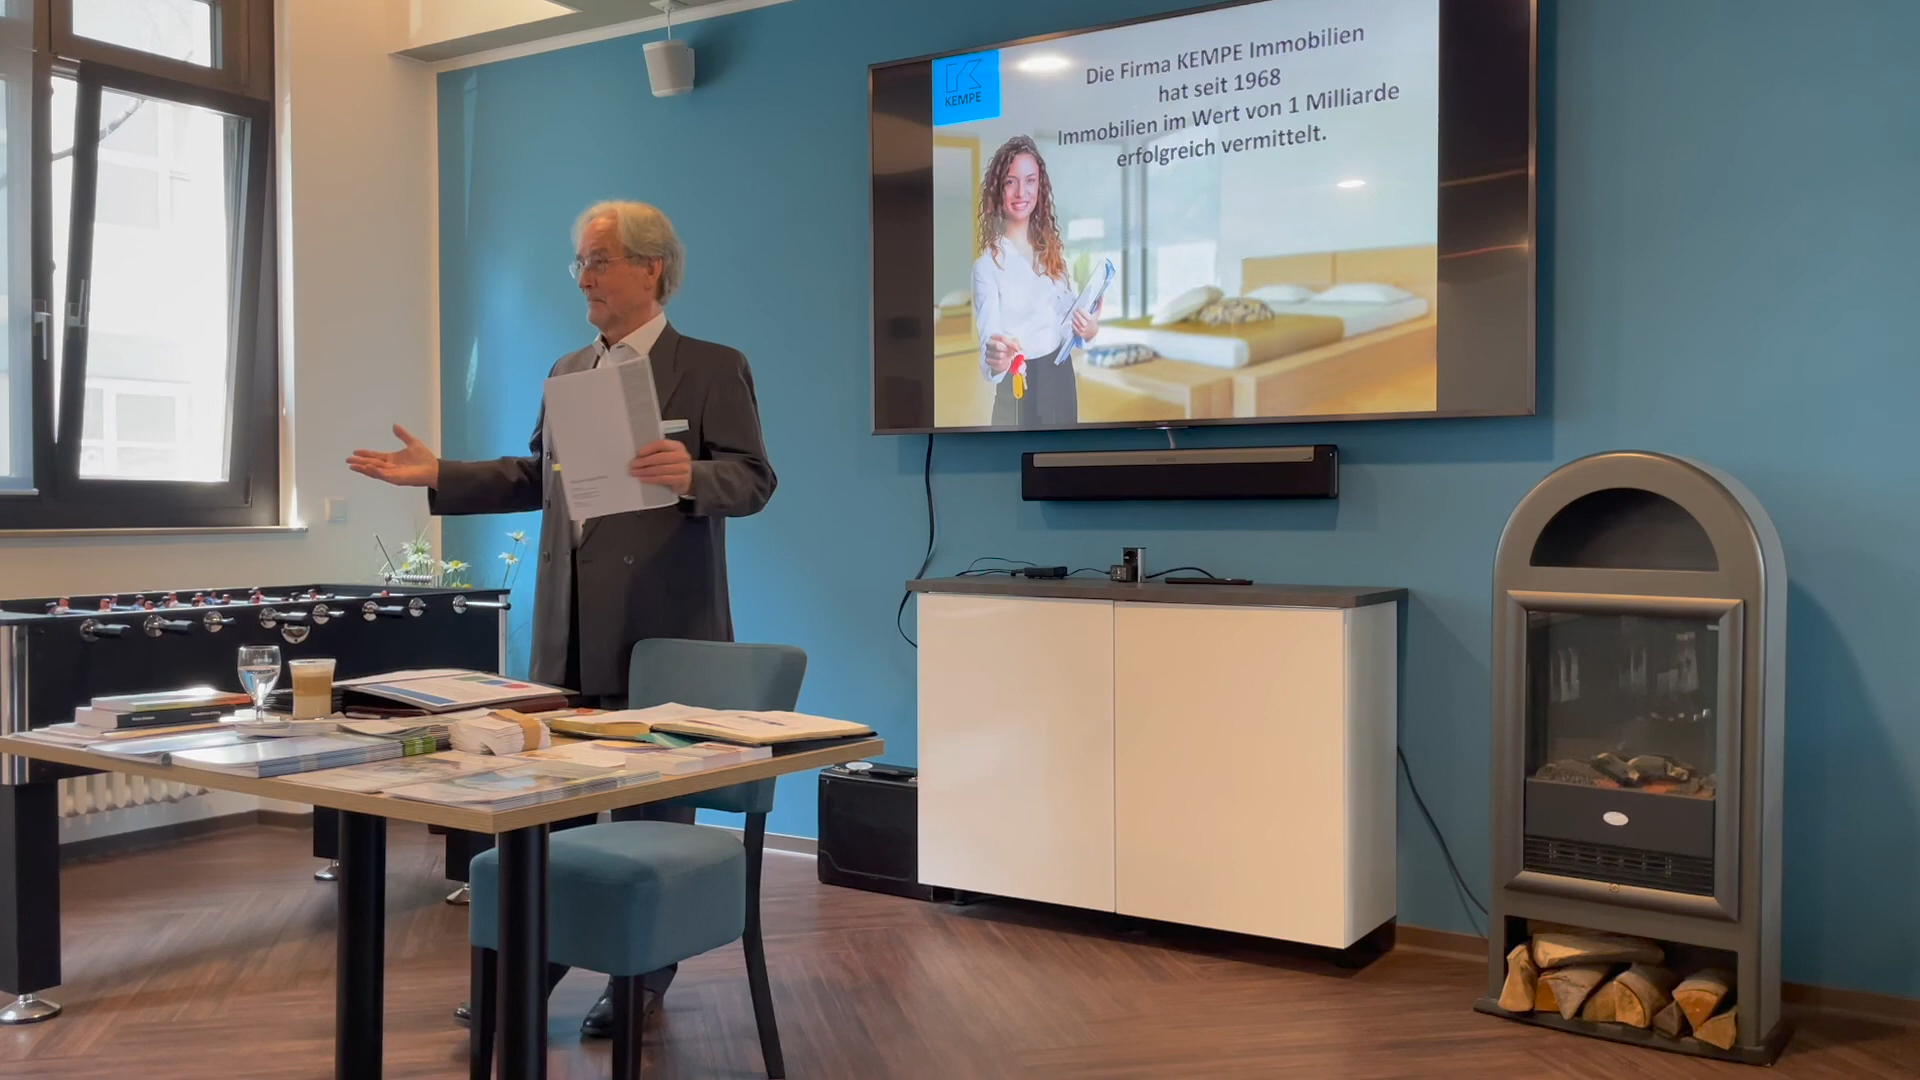 Die Firma KEMPE Immobilien
hat seit 1968
Immobilien im Wert von 1 Milliarde
erfolgreich vermittelt.
KEMPE